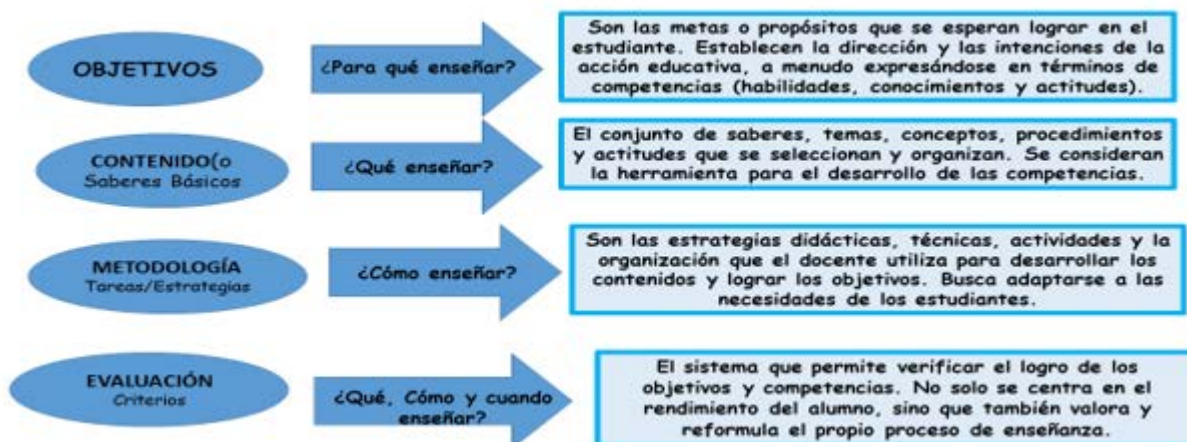 OBJETIVOS
¿Para qué enseñar?
Son las metas o propósitos que se esperan lograr en el
estudiante. Establecen la dirección y las intenciones de la
acción educativa, a menudo expresándose en términos de
competencias (habilidades, conocimientos y actitudes).
CONTENIDO(o
Saberes Básicos
¿Qué enseñar?
El conjunto de saberes, temas, conceptos, procedimientos
y actitudes que se seleccionan y organizan. Se consideran
la herramienta para el desarrollo de las competencias.
METODOLOGÍA
Tareas/Estrategias
¿Cómo enseñar?
Son las estrategias didácticas, técnicas, actividades y la
organización que el docente utiliza para desarrollar los
contenidos y lograr los objetivos. Busca adaptarse a las
necesidades de los estudiantes.
EVALUACIÓN
Criterios
¿Qué, Cómo y cuando
enseñar?
El sistema que permite verificar el logro de los
objetivos y competencias. No solo se centra en el
rendimiento del alumno, sino que también valora y
reformula el propio proceso de enseñanza.